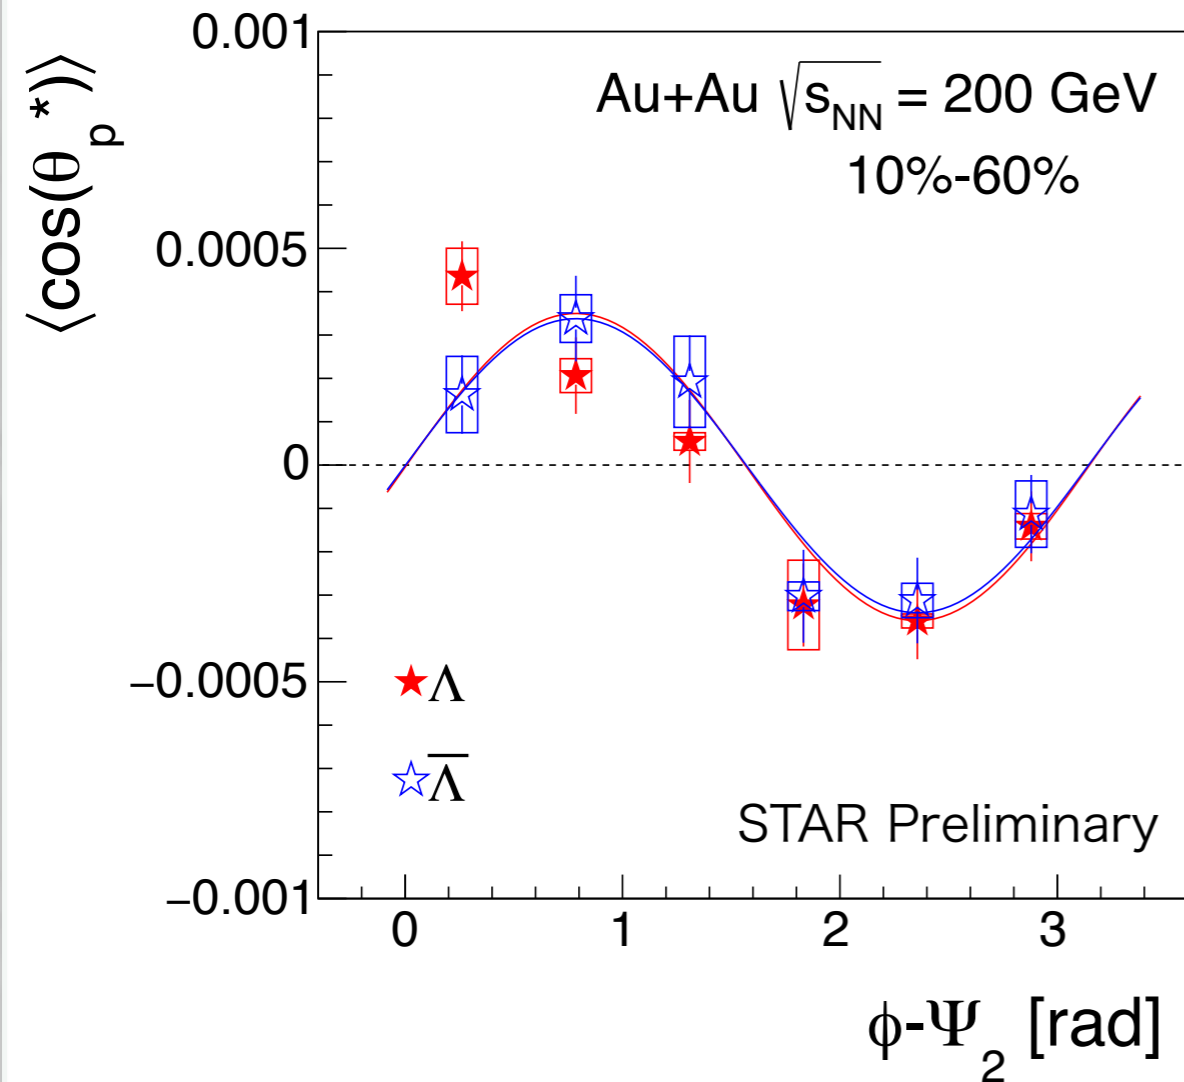 0.001
⟨cos(θp*)⟩
Au+Au √sNN = 200 GeV
10%-60%
0.0005
0
−0.0005
Λ
Λ̅
STAR Preliminary
−0.001
0 1 2 3
ϕ-Ψ2 [rad]